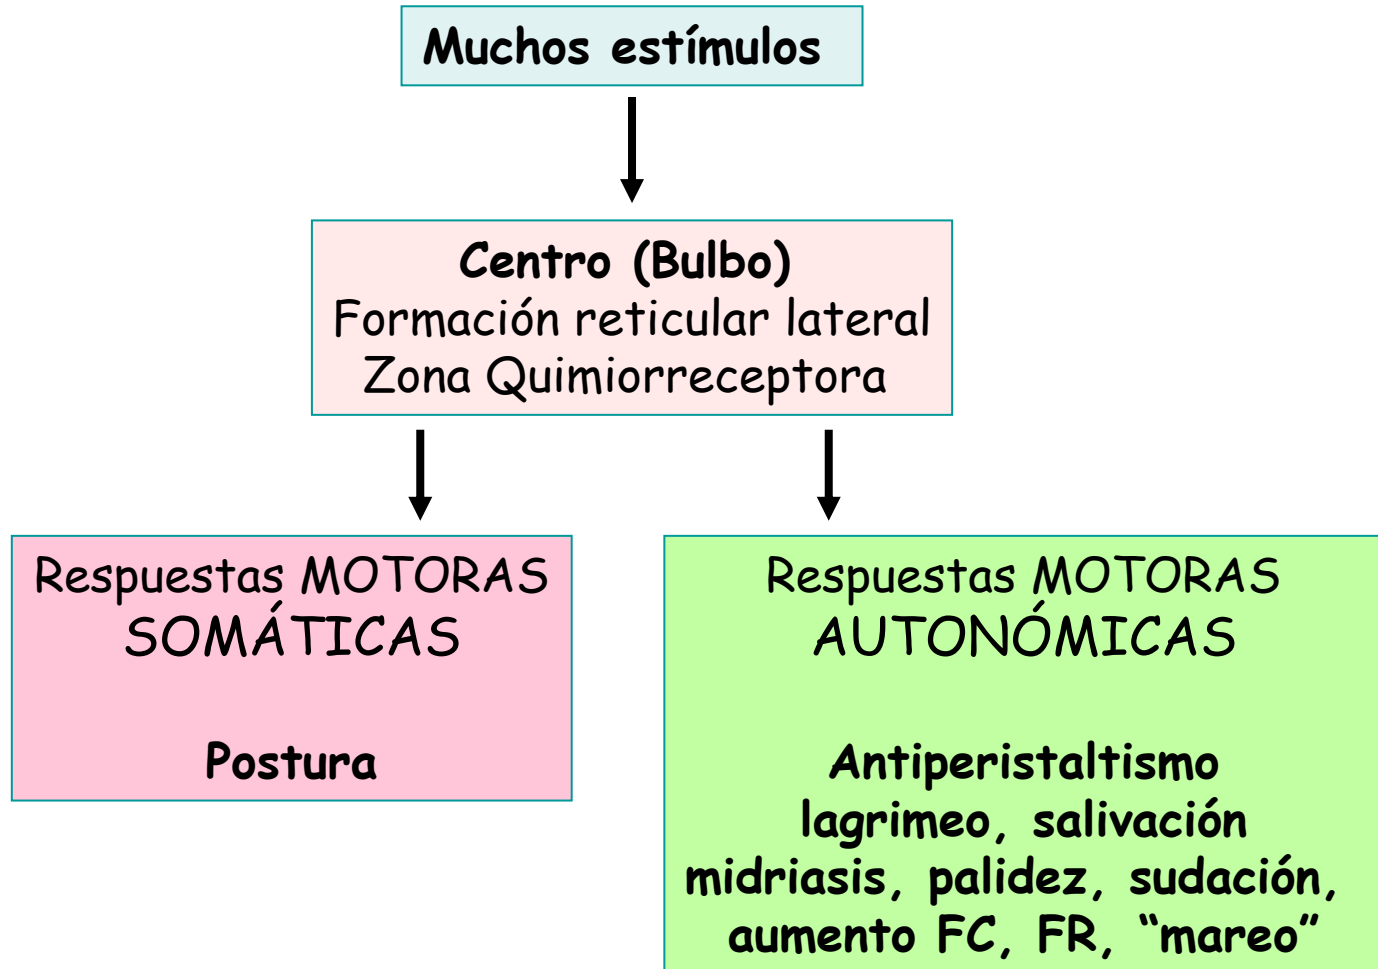 Muchos estímulos
Centro (Bulbo)
Formación reticular lateral
Zona Quimiorreceptora
Respuestas MOTORAS
SOMÁTICAS
Postura
Respuestas MOTORAS
AUTONÓMICAS
Antiperistaltismo
lagrimeo, salivación
midriasis, palidez, sudación,
aumento FC, FR, “mareo”